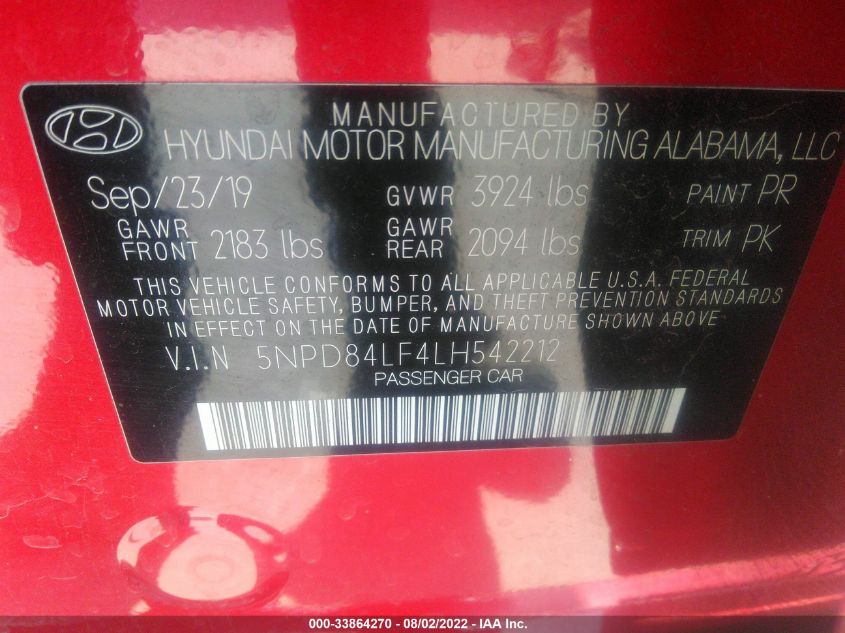 MANUFACTURED BY
HYUNDAI MOTOR MANUFACTURING ALABAMA, LLC
Sep/23/19 GVWR 3924 lbs PAINT PR
GAWR FRONT 2183 lbs GAWR REAR 2094 lbs TRIM PK
THIS VEHICLE CONFORMS TO ALL APPLICABLE U.S.A. FEDERAL
MOTOR VEHICLE SAFETY, BUMPER, AND THEFT PREVENTION STANDARDS
IN EFFECT ON THE DATE OF MANUFACTURE SHOWN ABOVE
V.I.N 5NPD84LF4LH542212
PASSENGER CAR
000-33864270 - 08/02/2022 - IAA Inc.